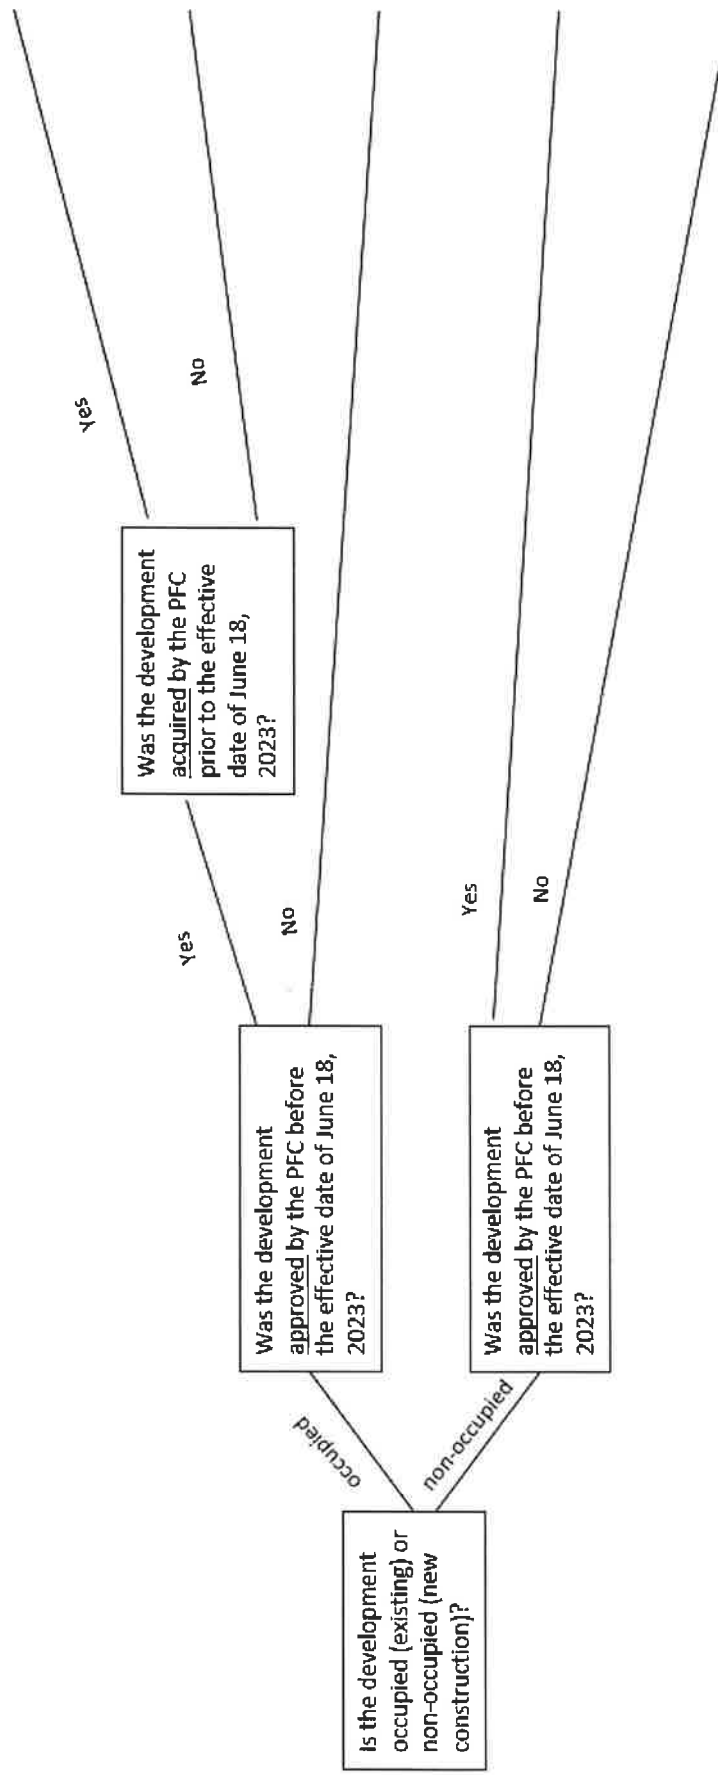 Is the development
occupied (existing) or
non-occupied (new
construction)?
occupied
non-occupied
Was the development
approved by the PFC before
the effective date of June 18,
2023?
Yes
No
Was the development
acquired by the PFC
prior to the effective
date of June 18,
2023?
Yes
No
Was the development
approved by the PFC before
the effective date of June 18,
2023?
Yes
No